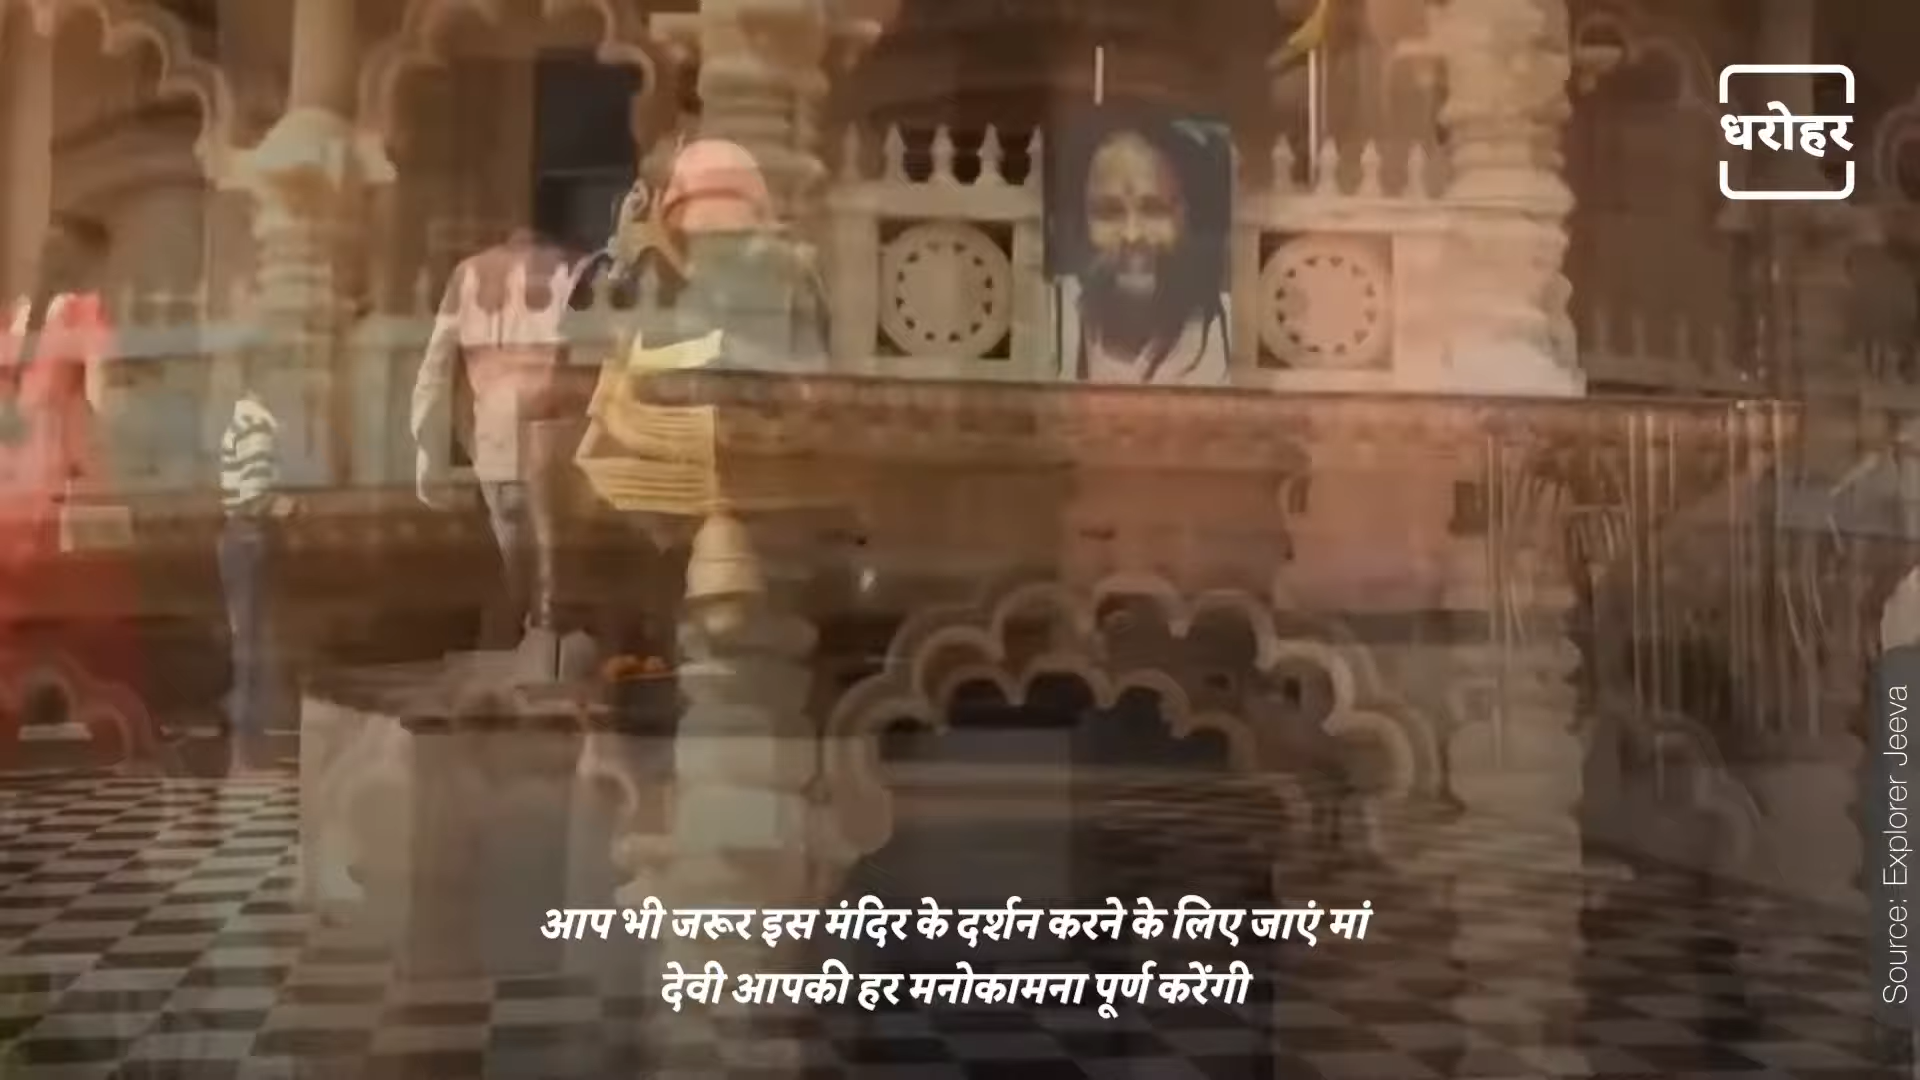 धरोहर
आप भी जरूर इस मंदिर के दर्शन करने के लिए जाएं मां
देवी आपकी हर मनोकामना पूर्ण करेंगी
Source: Explorer Jeeva